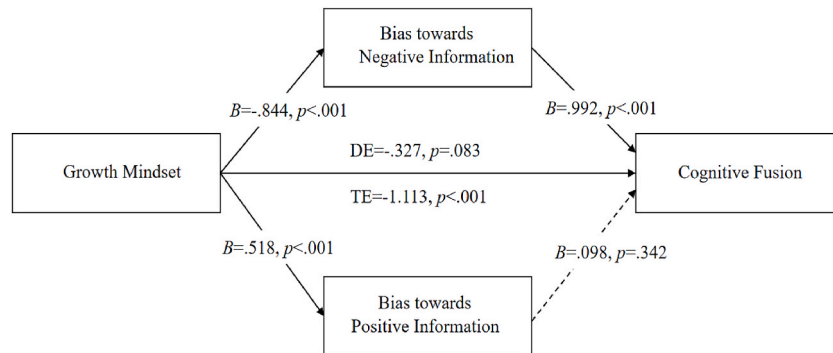 Bias towards
Negative Information
B=-.844, p<.001
B=.992, p<.001
DE=-.327, p=.083
Growth Mindset
Cognitive Fusion
TE=-1.113, p<.001
B=.518, p<.001
B=.098, p=.342
Bias towards
Positive Information